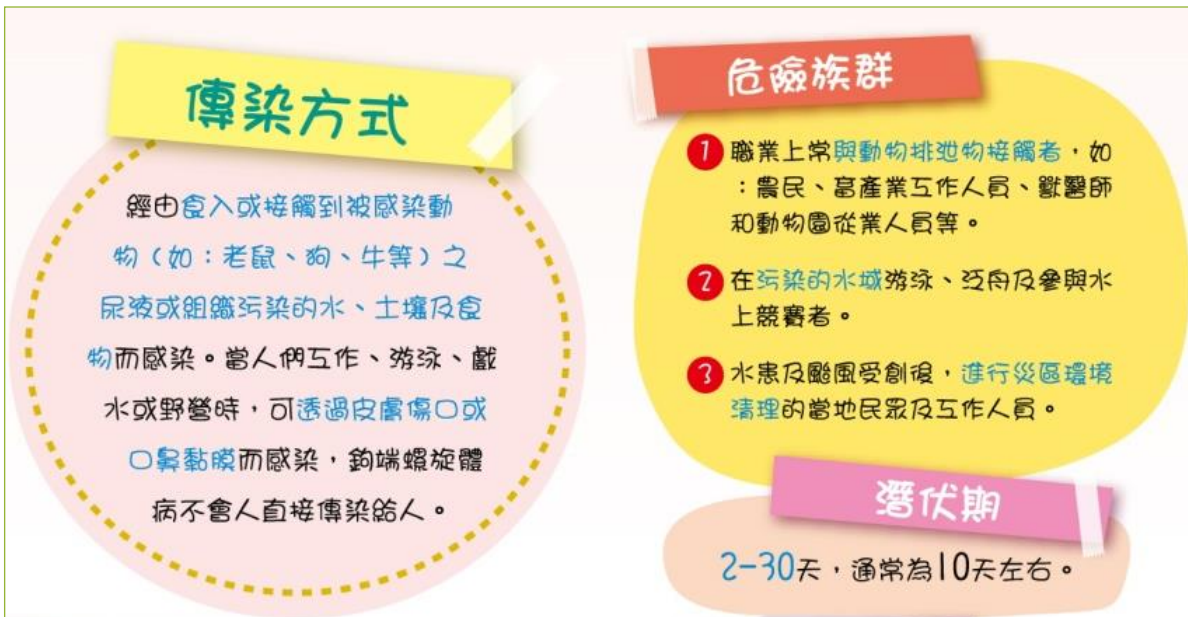 傳染方式
經由食入或接觸到被感染動
物（如：老鼠、狗、牛等）之
尿液或組織污染的水、土壤及食
物而感染。當人們工作、游泳、戲
水或野營時，可透過皮膚傷口或
口鼻黏膜而感染，鉤端螺旋體
病不會人直接傳染給人。
危險族群
1 職業上常與動物排泄物接觸者，如
：農民、畜產業工作人員、獸醫師
和動物園從業人員等。
2 在污染的水域游泳、泛舟及參與水
上競賽者。
3 水患及颱風受創後，進行災區環境
清理的當地民眾及工作人員。
潛伏期
2-30天，通常為10天左右。